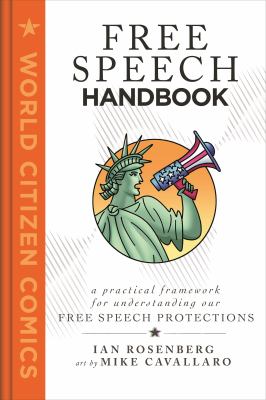 WORLD CITIZEN COMICS
FREE
SPEECH
HANDBOOK
a practical framework
for understanding our
FREE SPEECH PROTECTIONS
IAN ROSENBERG
art by MIKE CAVALLARO